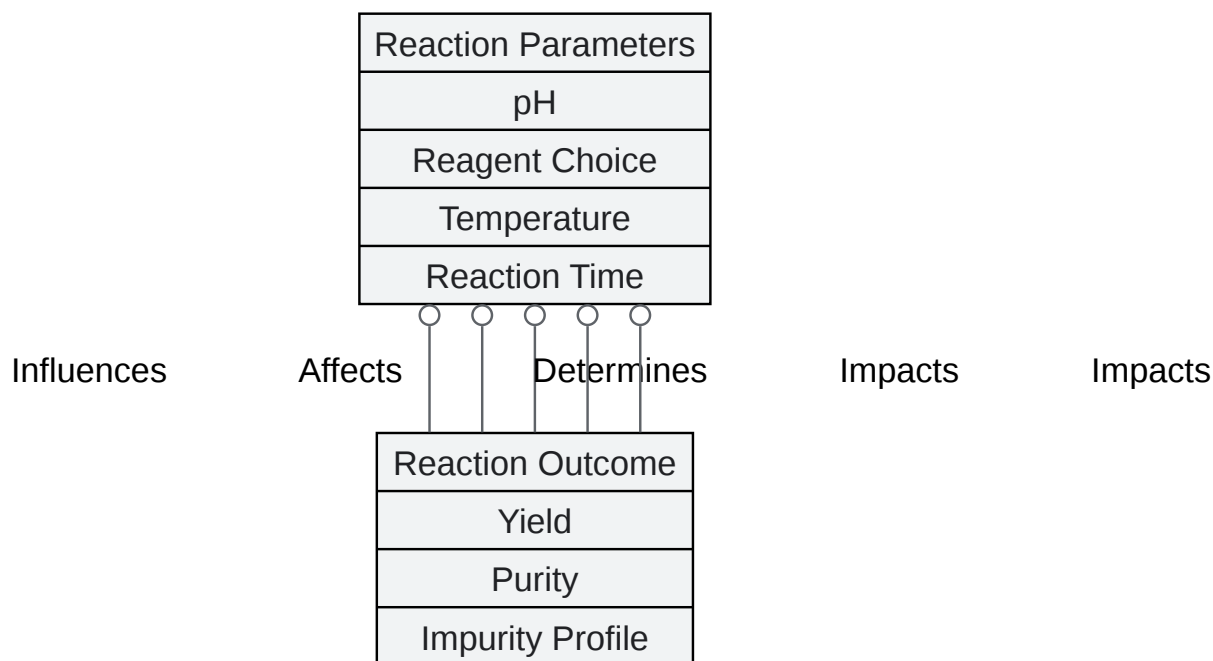 Reaction Parameters
pH
Reagent Choice
Temperature
Reaction Time
Influences Affects Determines Impacts Impacts
Reaction Outcome
Yield
Purity
Impurity Profile